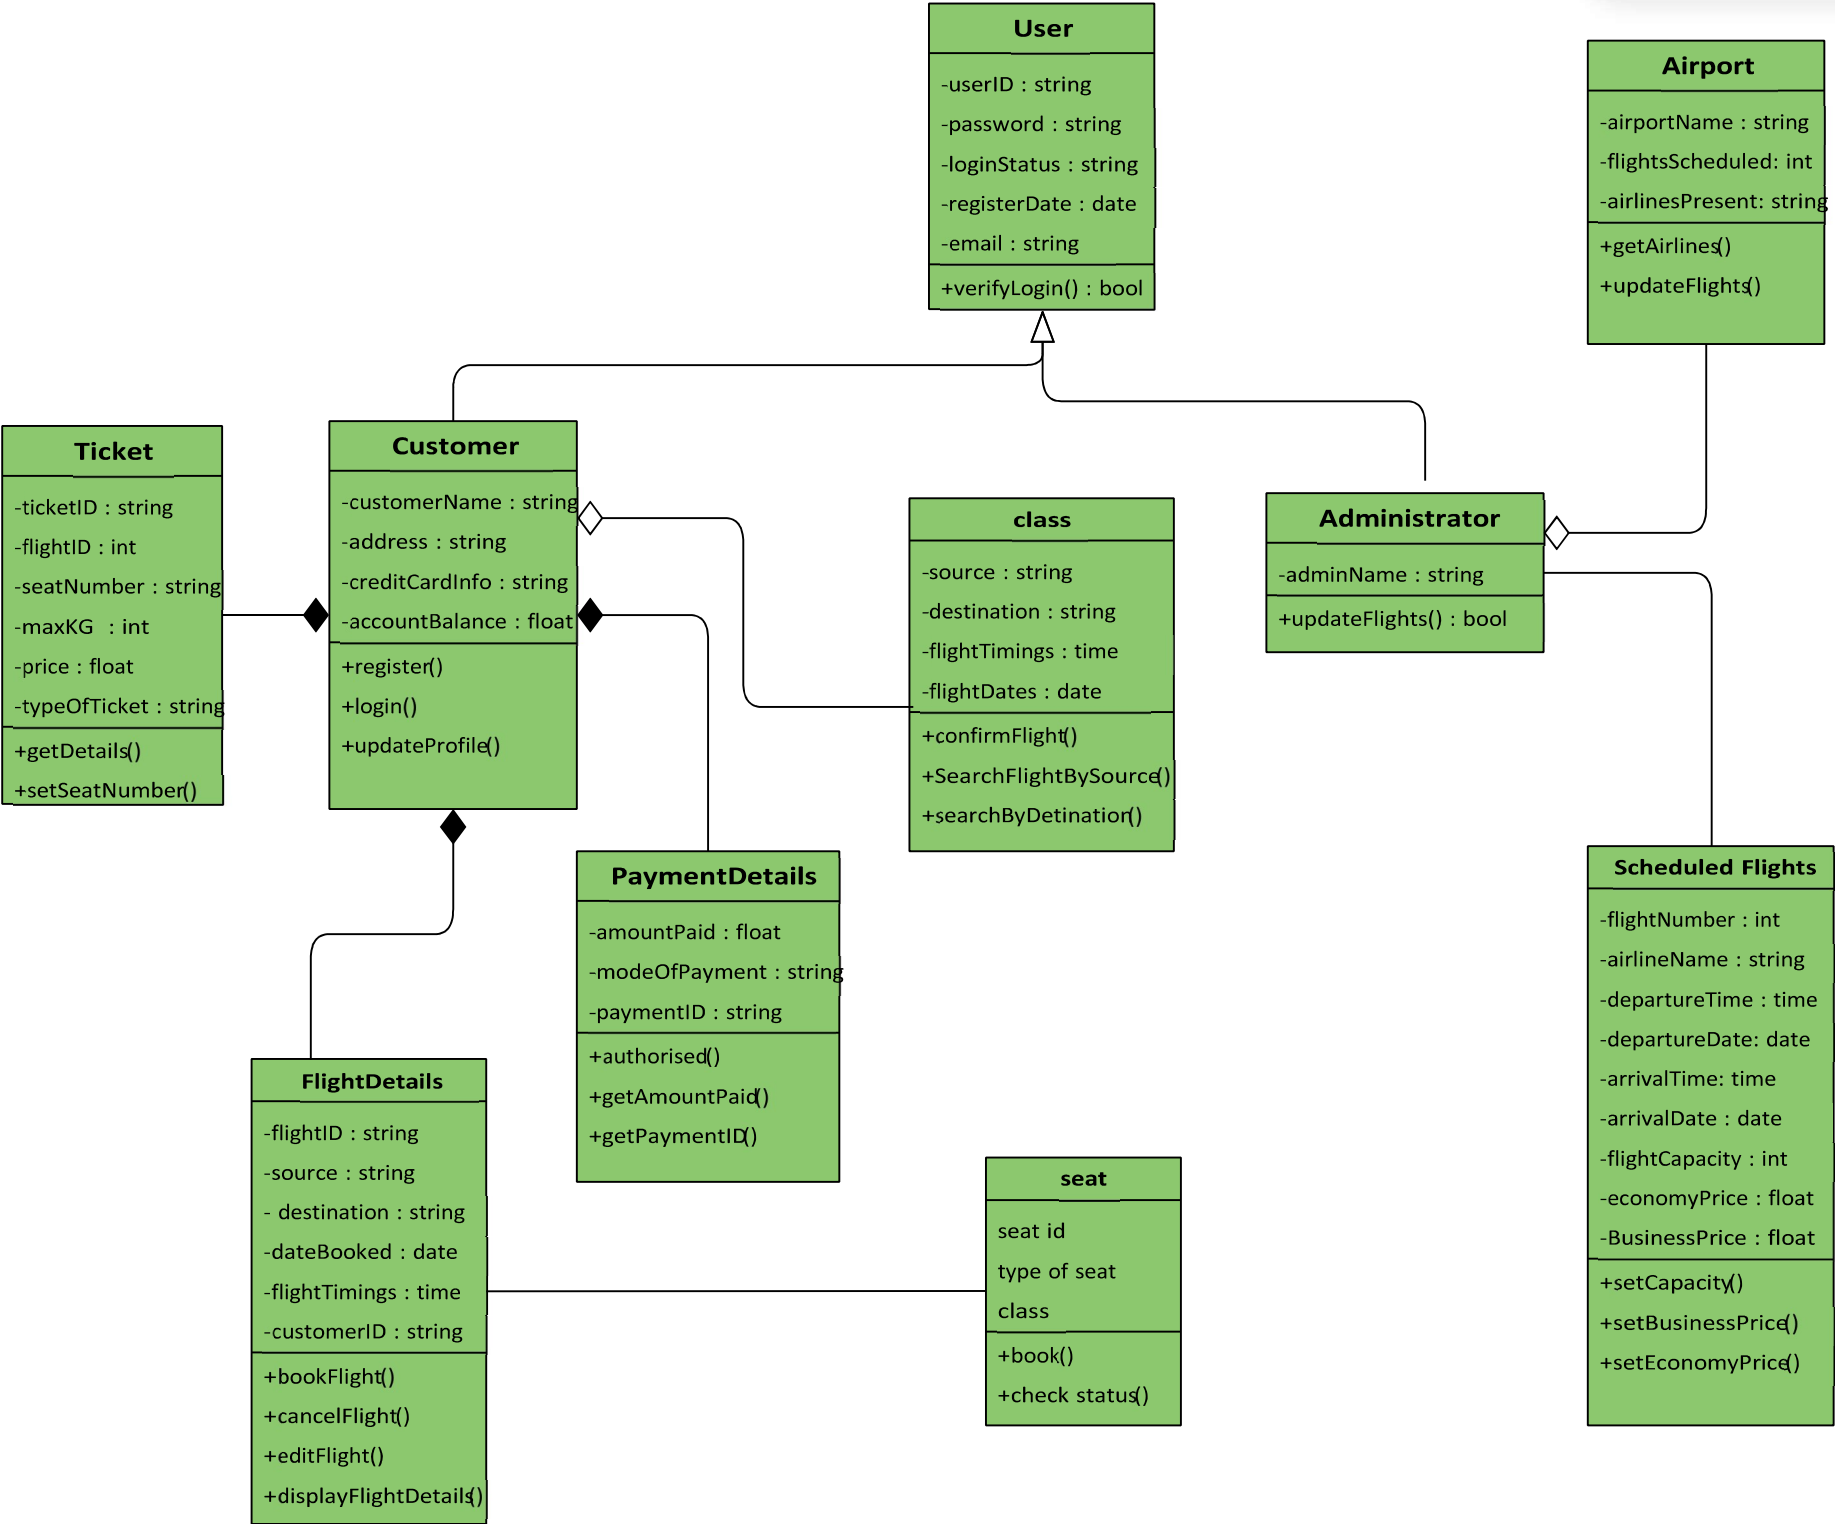 User
-userID : string
-password : string
-loginStatus : string
-registerDate : date
-email : string
+verifyLogin() : bool
Airport
-airportName : string
-flightsScheduled: int
-airlinesPresent: string
+getAirlines()
+updateFlights()
Ticket
-ticketID : string
-flightID : int
-seatNumber : string
-maxKG : int
-price : float
-typeOfTicket : string
+getDetails()
+setSeatNumber()
Customer
-customerName : string
-address : string
-creditCardInfo : string
-accountBalance : float
+register()
+login()
+updateProfile()
class
-source : string
-destination : string
-flightTimings : time
-flightDates : date
+confirmFlight()
+SearchFlightBySource()
+searchByDetination()
Administrator
-adminName : string
+updateFlights() : bool
PaymentDetails
-amountPaid : float
-modeOfPayment : string
-paymentID : string
+authorised()
+getAmountPaid()
+getPaymentID()
Scheduled Flights
-flightNumber : int
-airlineName : string
-departureTime : time
-departureDate: date
-arrivalTime: time
-arrivalDate : date
-flightCapacity : int
-economyPrice : float
-BusinessPrice : float
+setCapacity()
+setBusinessPrice()
+setEconomyPrice()
FlightDetails
-flightID : string
-source : string
- destination : string
-dateBooked : date
-flightTimings : time
-customerID : string
+bookFlight()
+cancelFlight()
+editFlight()
+displayFlightDetails()
seat
seat id
type of seat
class
+book()
+check status()